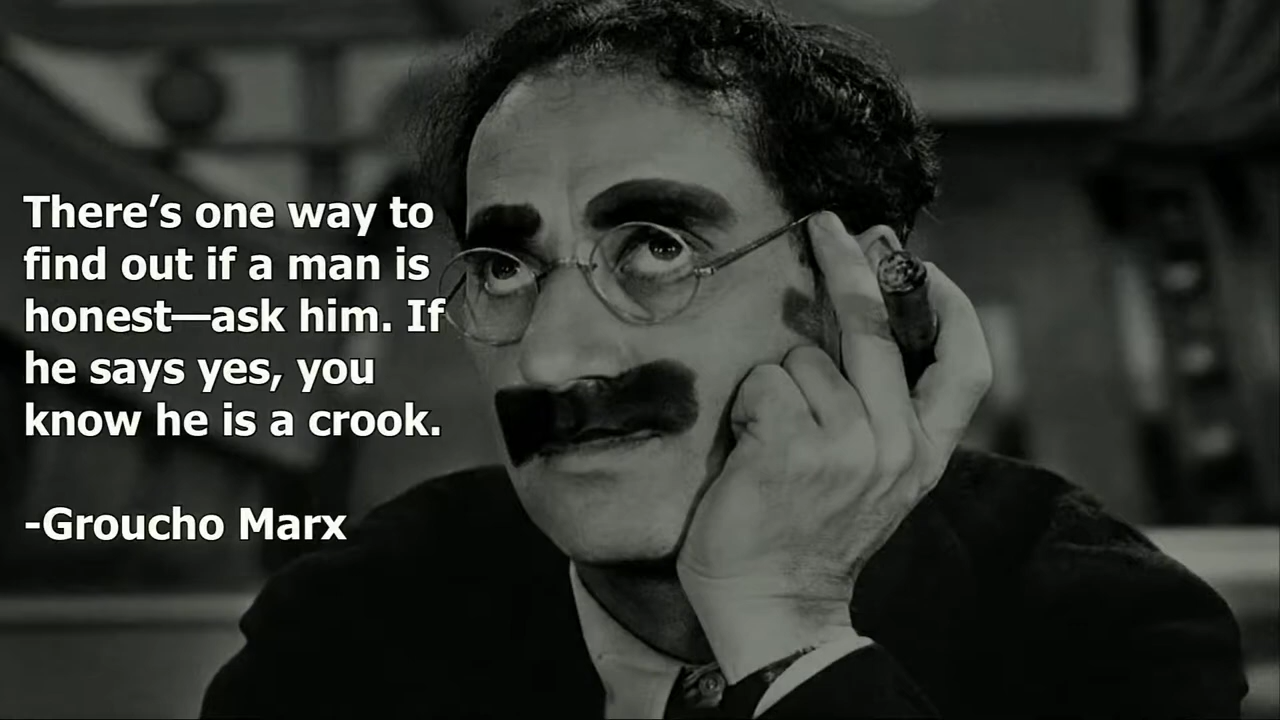 There’s one way to
find out if a man is
honest—ask him. If
he says yes, you
know he is a crook.
-Groucho Marx